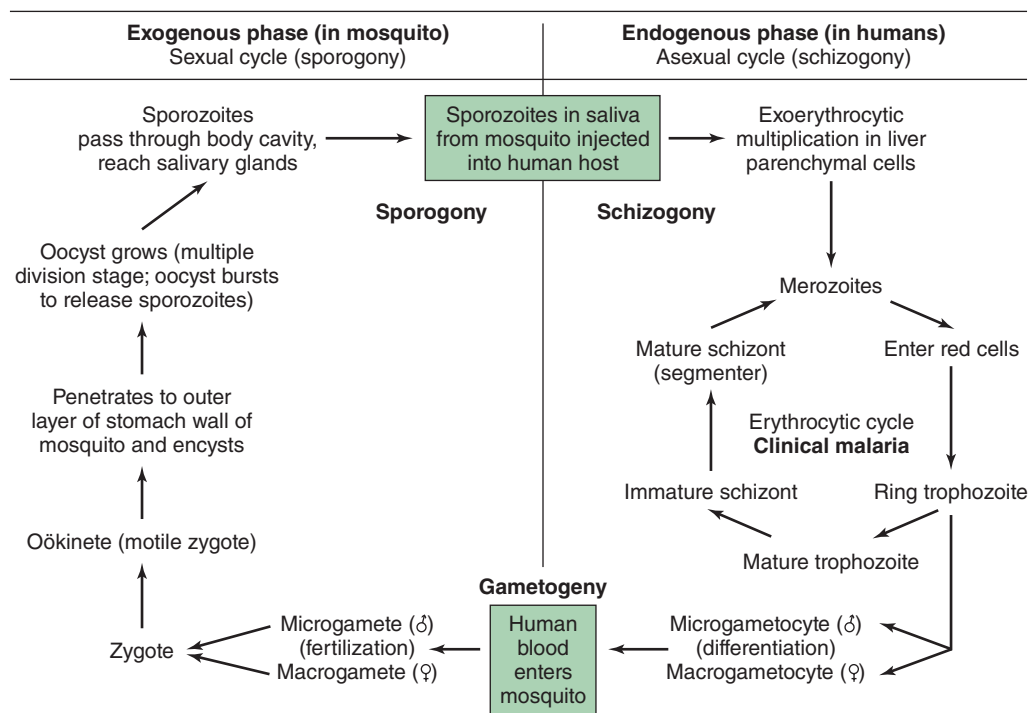 Exogenous phase (in mosquito)
Sexual cycle (sporogony)
Endogenous phase (in humans)
Asexual cycle (schizogony)
Sporozoites
pass through body cavity,
reach salivary glands
Sporozoites in saliva
from mosquito injected
into human host
Exoerythrocytic
multiplication in liver
parenchymal cells
Sporogony
Schizogony
Oocyst grows (multiple
division stage; oocyst bursts
to release sporozoites)
Merozoites
Mature schizont
(segmenter)
Enter red cells
Penetrates to outer
layer of stomach wall of
mosquito and encysts
Erythrocytic cycle
Clinical malaria
Immature schizont
Ring trophozoite
Oökinete (motile zygote)
Mature trophozoite
Gametogeny
Zygote
Microgamete (♂)
(fertilization)
Macrogamete (♀)
Human
blood
enters
mosquito
Microgametocyte (♂)
(differentiation)
Macrogametocyte (♀)